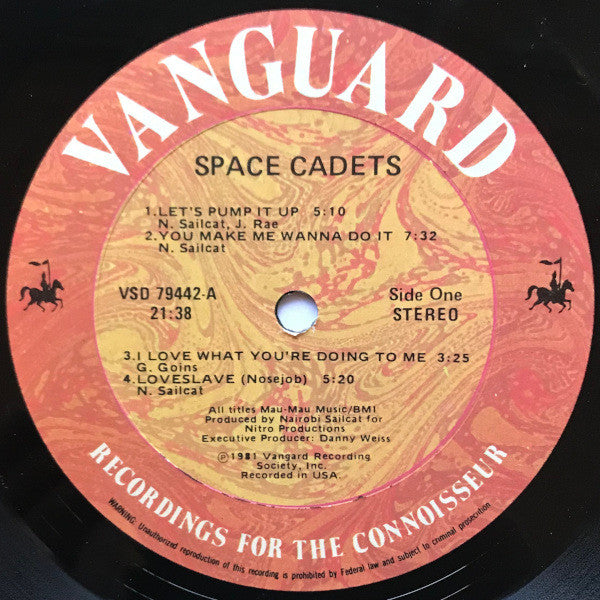 VANGUARD
SPACE CADETS
1.LET'S PUMP IT UP 5:10
N. Sailcat, J. Rae
2.YOU MAKE ME WANNA DO IT 7:32
N. Sailcat
VSD 79442-A
21:38
Side One
STEREO
3.I LOVE WHAT YOU'RE DOING TO ME 3:25
G. Goins
4.LOVESLAVE (Nosejob) 5:20
N. Sailcat
All titles Mau-Mau Music/BMI
Produced by Nairobi Sailcat for
Nitro Productions
Executive Producer: Danny Weiss
℗1981 Vangard Recording
Society, Inc.
Recorded in USA.
RECORDINGS FOR THE CONNOISSEUR
WARNING: Unauthorized reproduction of this recording is prohibited by Federal law and subject to criminal prosecution